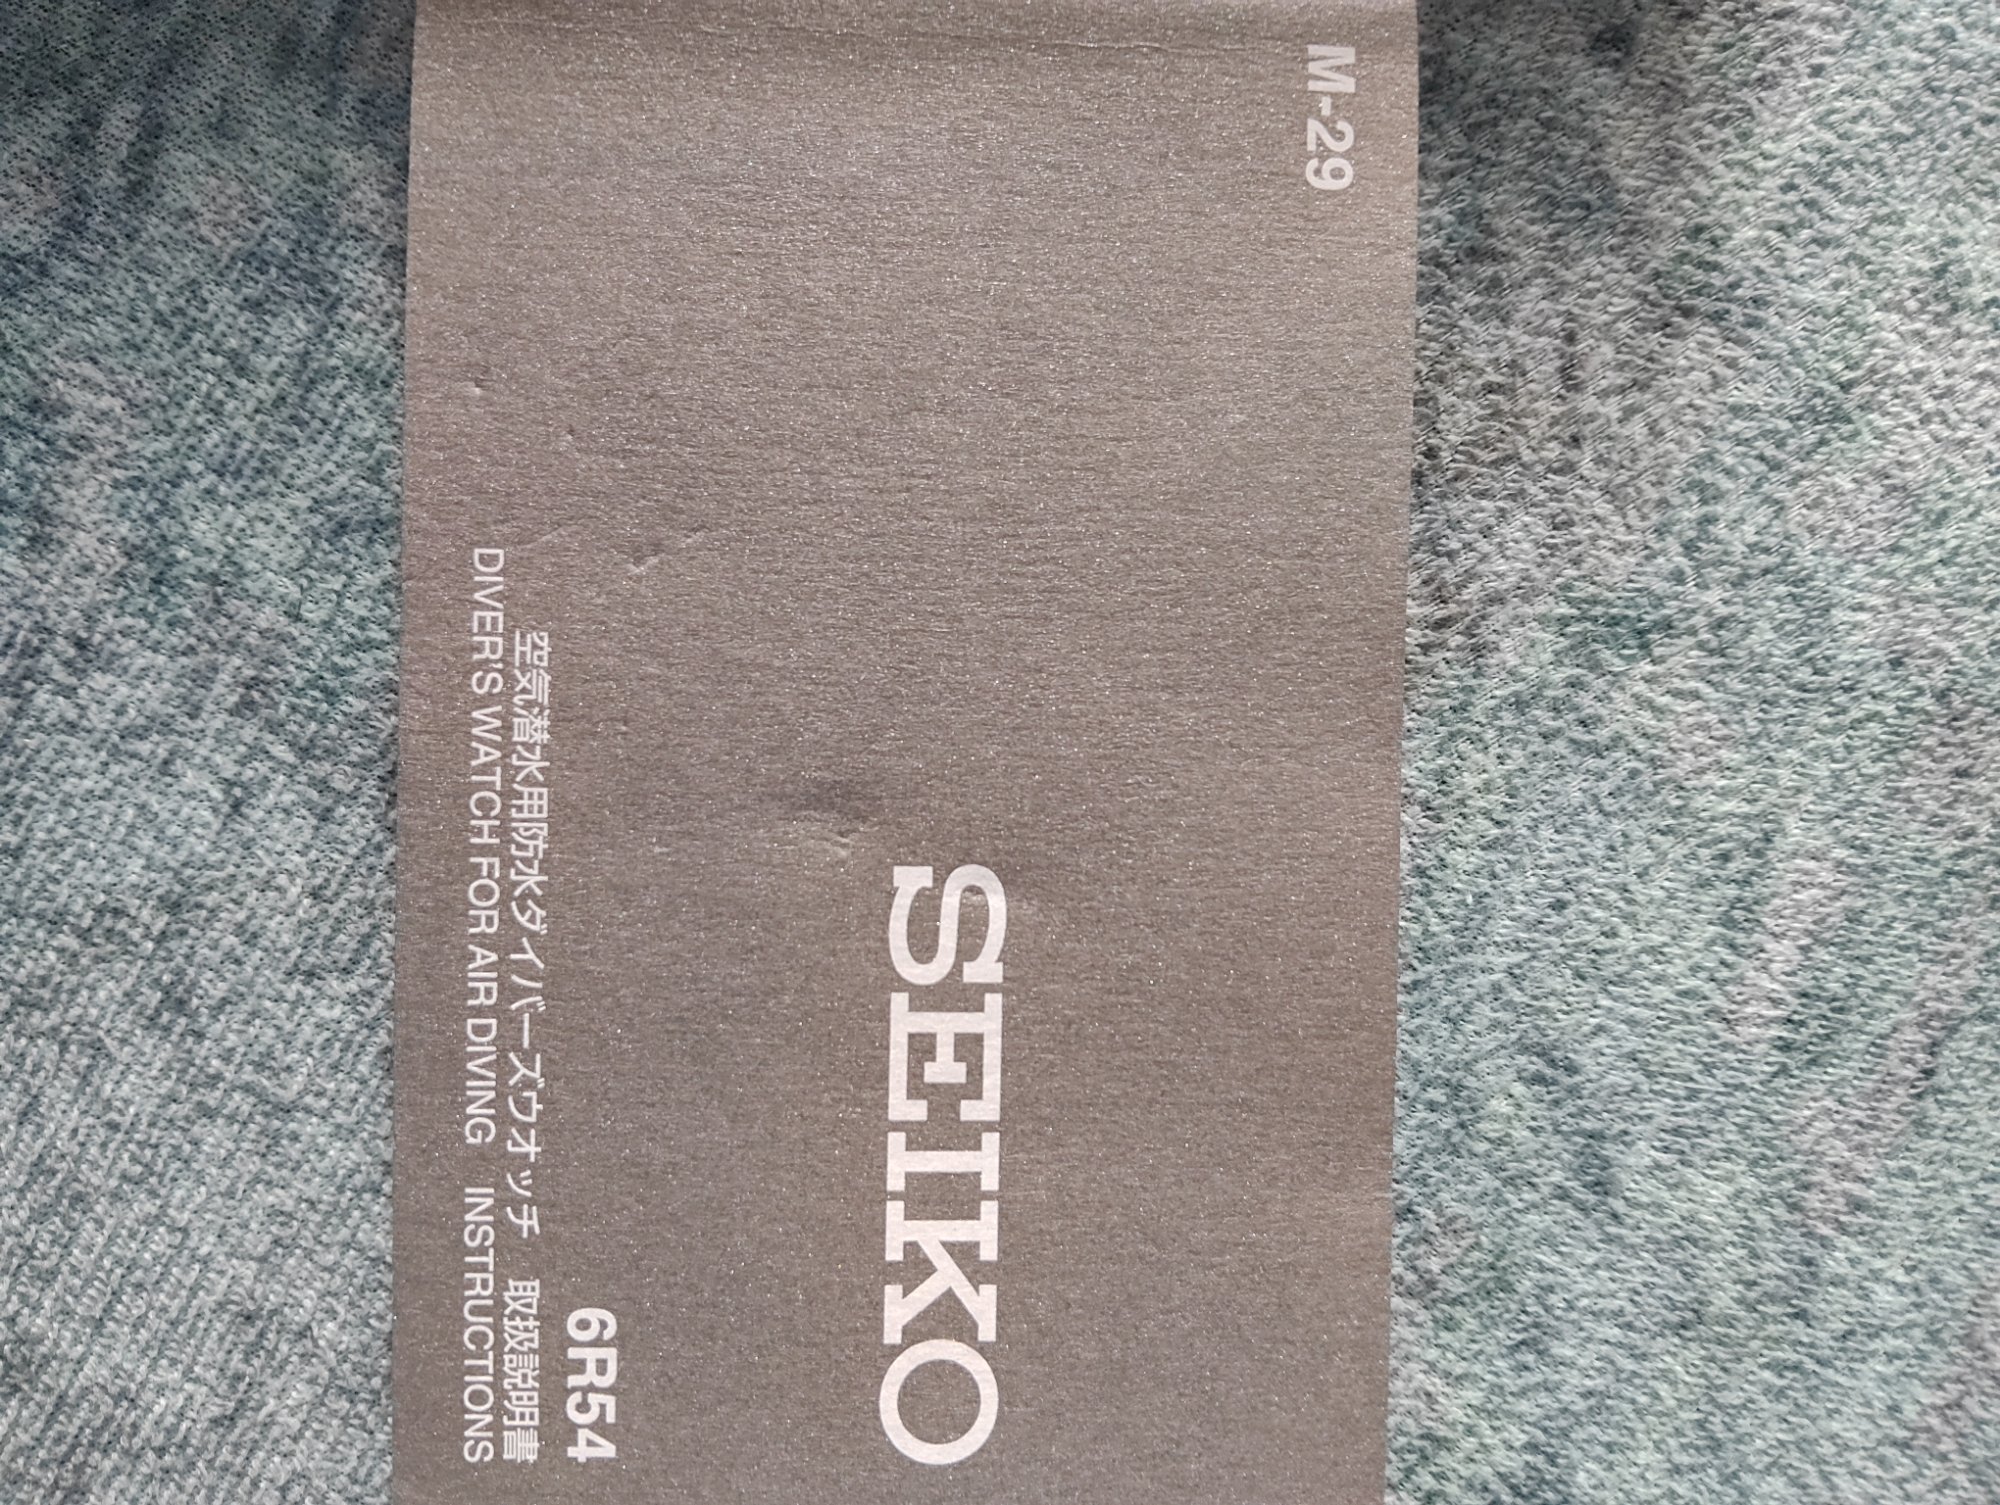 M-29
SEIKO
6R54
空気潜水用防水ダイバーズウオッチ　取扱説明書
DIVER'S WATCH FOR AIR DIVING　INSTRUCTIONS